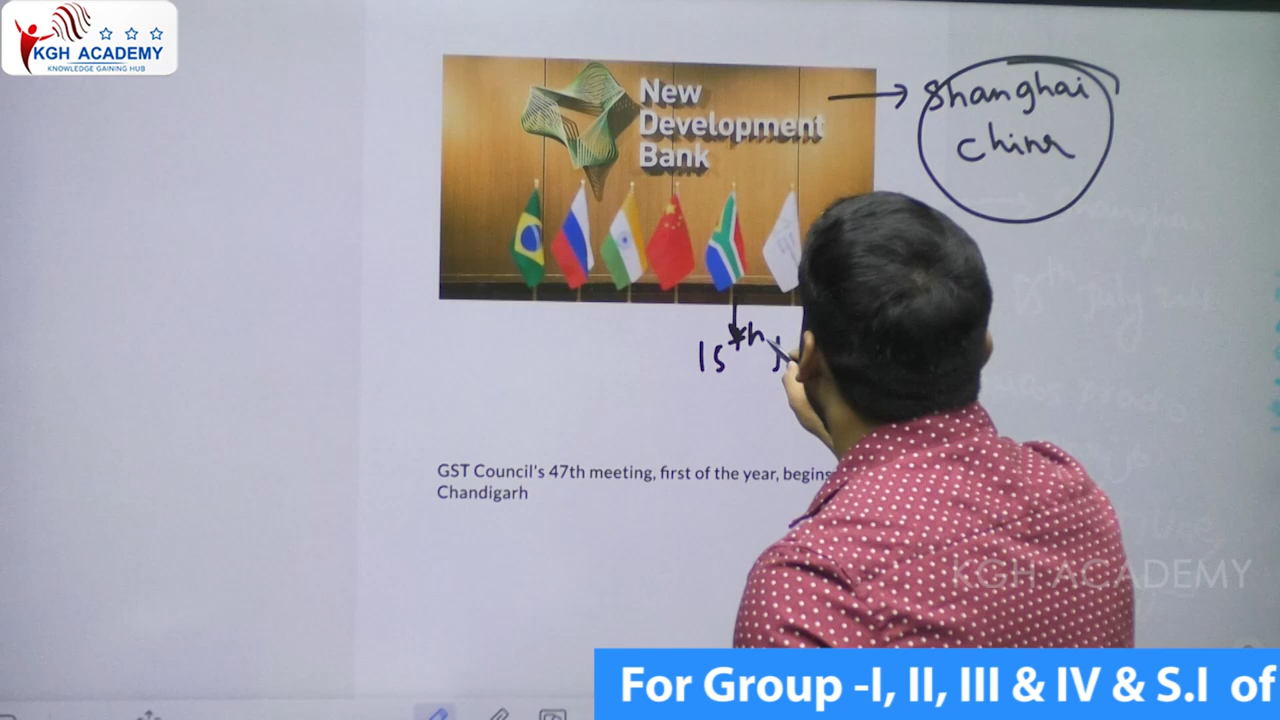 KGH ACADEMY
KNOWLEDGE GAINING HUB
New
Development
Bank
Shanghai
China
15th
GST Council's 47th meeting, first of the year, begins
Chandigarh
KGH ACADEMY
For Group -I, II, III & IV & S.I of